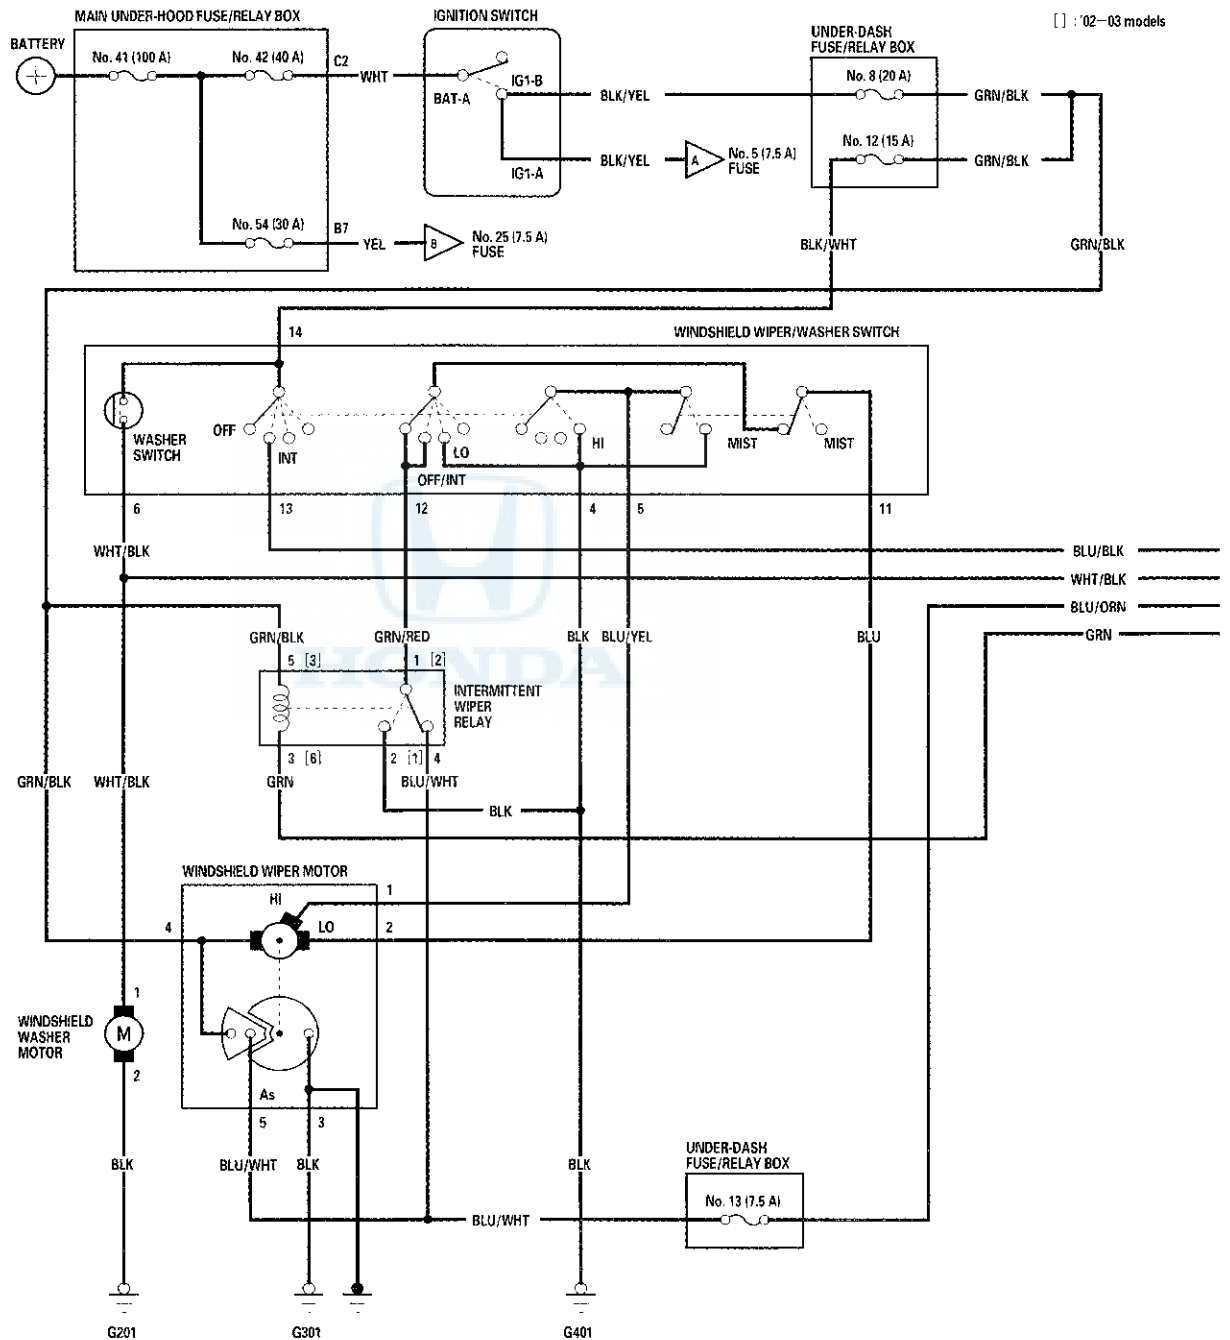 MAIN UNDER-HOOD FUSE/RELAY BOX
IGNITION SWITCH
[ ] : '02–03 models
BATTERY
UNDER-DASH
FUSE/RELAY BOX
No. 41 (100 A)
No. 42 (40 A)
C2
WHT
BAT-A
IG1-B
BLK/YEL
No. 8 (20 A)
GRN/BLK
No. 12 (15 A)
BLK/YEL
A
No. 5 (7.5 A)
FUSE
GRN/BLK
IG1-A
No. 54 (30 A)
B7
YEL
B
No. 25 (7.5 A)
FUSE
BLK/WHT
GRN/BLK
14
WINDSHIELD WIPER/WASHER SWITCH
WASHER
SWITCH
OFF
INT
LO
OFF/INT
HI
MIST
MIST
6
13
12
4
5
11
WHT/BLK
BLU/BLK
WHT/BLK
BLU/ORN
GRN
GRN/BLK
GRN/RED
BLK
BLU/YEL
BLU
HONDA
5 [3]
1 [2]
INTERMITTENT
WIPER
RELAY
3 [6]
2 [1] 4
GRN/BLK
WHT/BLK
GRN
BLU/WHT
BLK
WINDSHIELD WIPER MOTOR
HI
1
4
LO
2
1
WINDSHIELD
WASHER
MOTOR
M
2
As
5
3
BLK
BLU/WHT
BLK
BLK
UNDER-DASH
FUSE/RELAY BOX
No. 13 (7.5 A)
BLU/WHT
G201
G301
G401